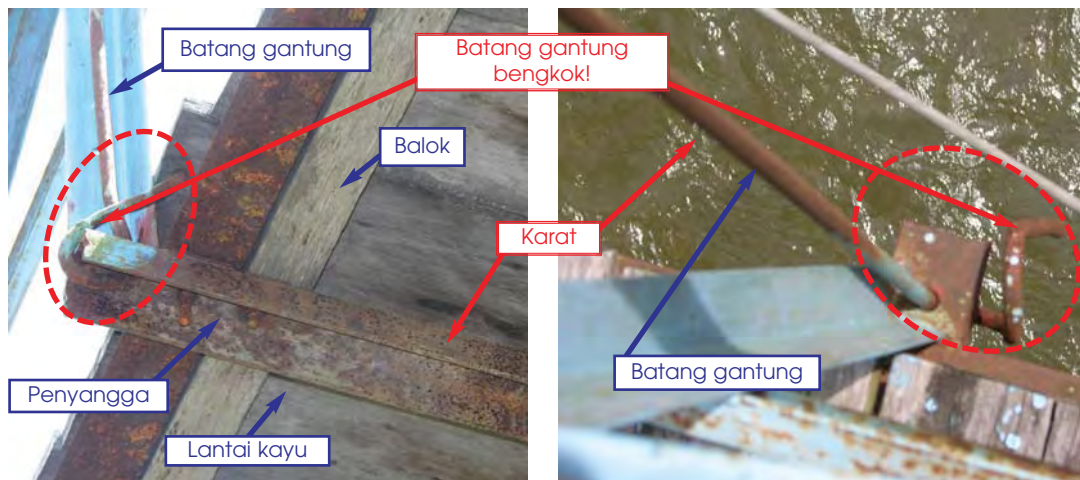 Batang gantung
Batang gantung
bengkok!
Balok
Karat
Penyangga
Lantai kayu
Batang gantung